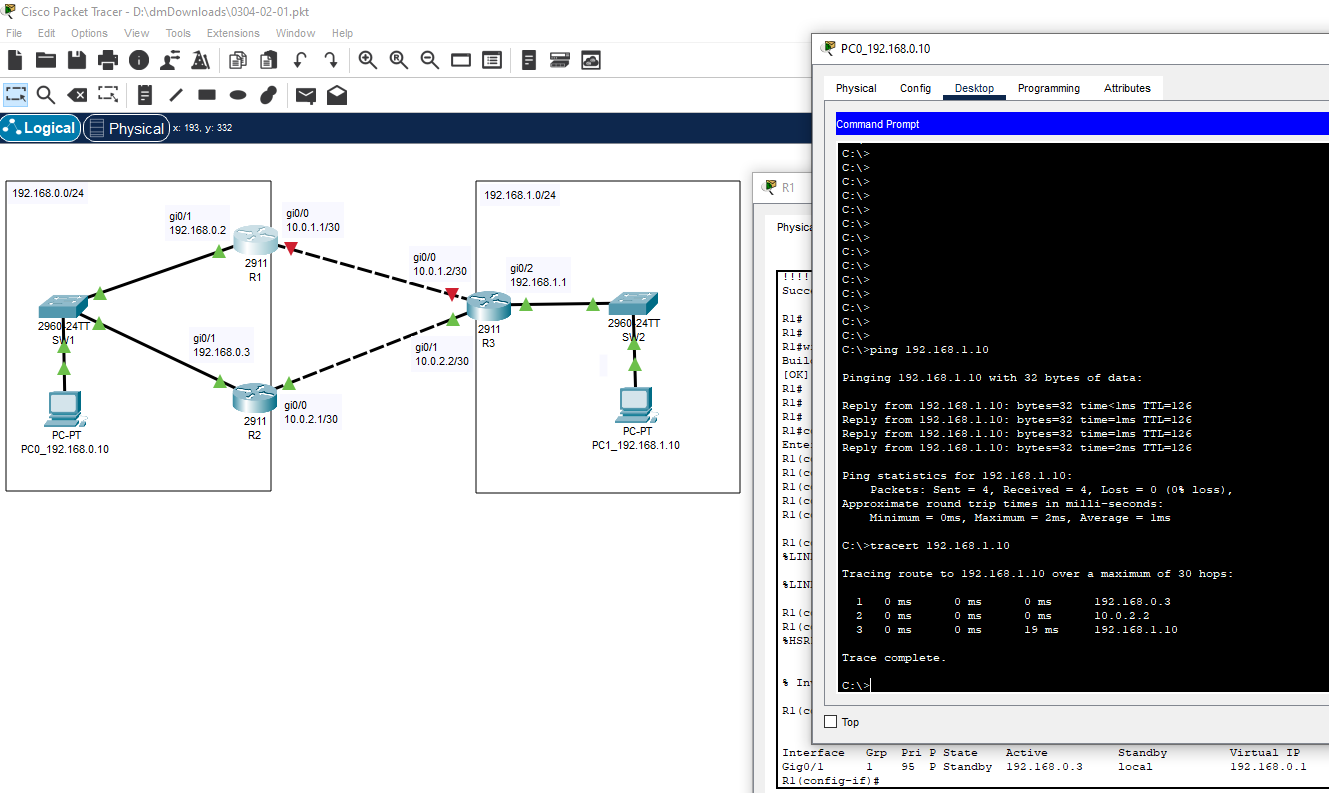 Cisco Packet Tracer - D:\dmDownloads\0304-02-01.pkt
File Edit Options View Tools Extensions Window Help
Logical
Physical
x: 193, y: 332
192.168.0.0/24
gi0/1
192.168.0.2
gi0/0
10.0.1.1/30
2911
R1
2960-24TT
SW1
gi0/1
192.168.0.3
2911
R2
gi0/0
10.0.2.1/30
PC-PT
PC0_192.168.0.10
192.168.1.0/24
gi0/0
10.0.1.2/30
gi0/2
192.168.1.1
2911
R3
gi0/1
10.0.2.2/30
2960-24TT
SW2
PC-PT
PC1_192.168.1.10
R1
!!!!
R1#
R1#
R1#w
[OK]
R1#
R1#
R1#
R1#c
R1(c
R1(c
R1(c
R1(c
R1(c
R1(c
R1(c
R1(c
R1(c
Interface Grp Pri P State Active Standby Virtual IP
Gig0/1 1 95 P Standby 192.168.0.3 local 192.168.0.1
R1(config-if)#
PC0_192.168.0.10
Physical Config Desktop Programming Attributes
Command Prompt
C:\>
C:\>
C:\>
C:\>
C:\>
C:\>
C:\>
C:\>
C:\>
C:\>
C:\>
C:\>
C:\>
C:\>
C:\>ping 192.168.1.10
Pinging 192.168.1.10 with 32 bytes of data:
Reply from 192.168.1.10: bytes=32 time<1ms TTL=126
Reply from 192.168.1.10: bytes=32 time=1ms TTL=126
Reply from 192.168.1.10: bytes=32 time=1ms TTL=126
Reply from 192.168.1.10: bytes=32 time=2ms TTL=126
Ping statistics for 192.168.1.10:
Packets: Sent = 4, Received = 4, Lost = 0 (0% loss),
Approximate round trip times in milli-seconds:
Minimum = 0ms, Maximum = 2ms, Average = 1ms
C:\>tracert 192.168.1.10
Tracing route to 192.168.1.10 over a maximum of 30 hops:
1 0 ms 0 ms 0 ms 192.168.0.3
2 0 ms 0 ms 0 ms 10.0.2.2
3 0 ms 0 ms 19 ms 192.168.1.10
Trace complete.
C:\>
Top